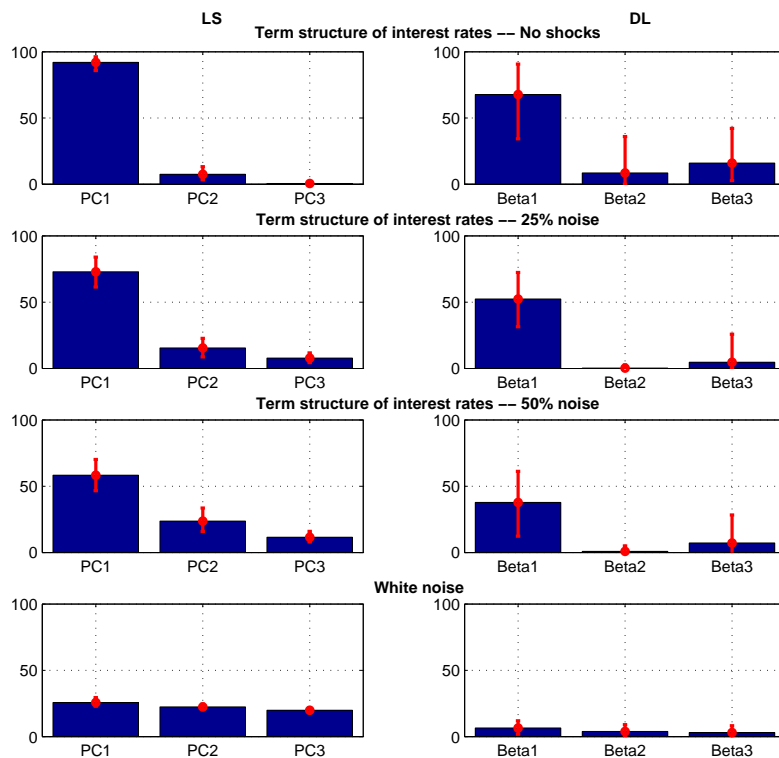 LS DL
Term structure of interest rates −− No shocks
100 100
50 50
0 0
PC1 PC2 PC3 Beta1 Beta2 Beta3
Term structure of interest rates −− 25% noise
100 100
50 50
0 0
PC1 PC2 PC3 Beta1 Beta2 Beta3
Term structure of interest rates −− 50% noise
100 100
50 50
0 0
PC1 PC2 PC3 Beta1 Beta2 Beta3
White noise
100 100
50 50
0 0
PC1 PC2 PC3 Beta1 Beta2 Beta3